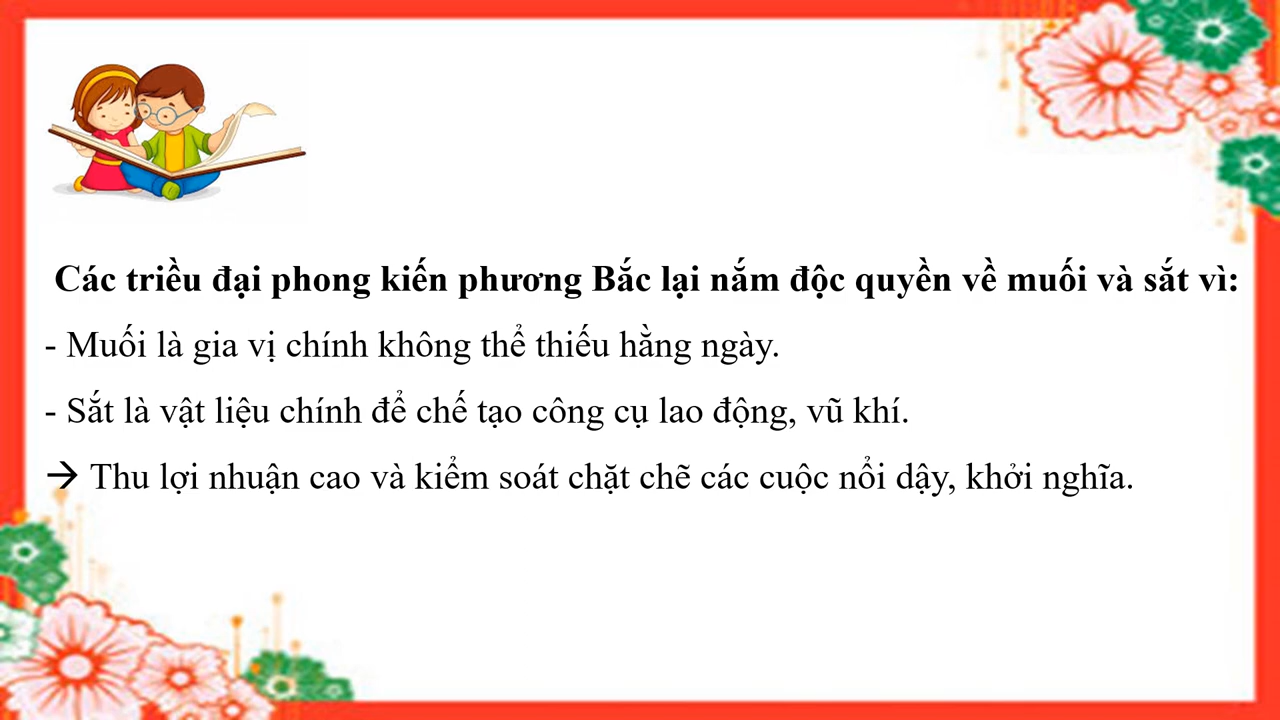 Các triều đại phong kiến phương Bắc lại nắm độc quyền về muối và sắt vì:
- Muối là gia vị chính không thể thiếu hằng ngày.
- Sắt là vật liệu chính để chế tạo công cụ lao động, vũ khí.
→ Thu lợi nhuận cao và kiểm soát chặt chẽ các cuộc nổi dậy, khởi nghĩa.